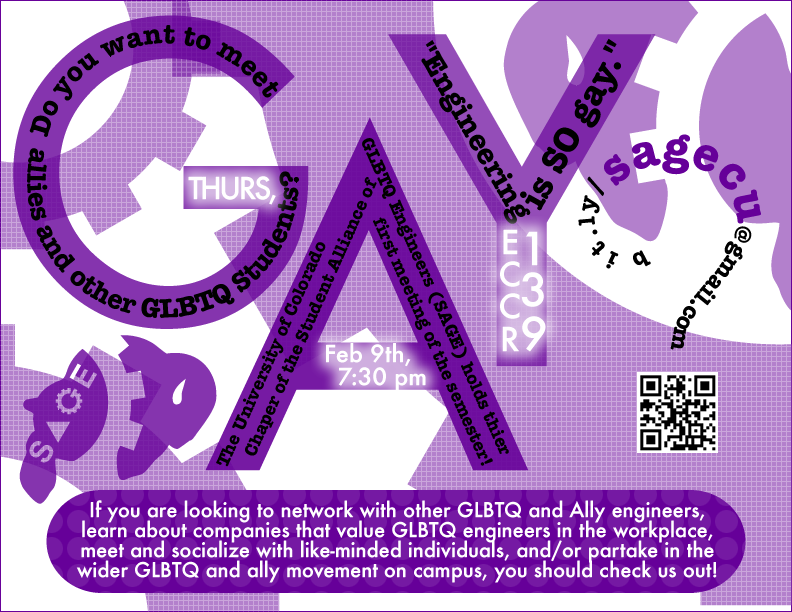 GAY
Do you want to meet
allies and other GLBTQ Students?
THURS,
The University of Colorado
Chaper of the Student Alliance of
GLBTQ Engineers (SAGE) holds thier
first meeting of the semester!
Feb 9th,
7:30 pm
"Engineering
is SO gay."
ECCR
139
bit.ly/sagecu@gmail.com
SAGE
If you are looking to network with other GLBTQ and Ally engineers,
learn about companies that value GLBTQ engineers in the workplace,
meet and socialize with like-minded individuals, and/or partake in the
wider GLBTQ and ally movement on campus, you should check us out!